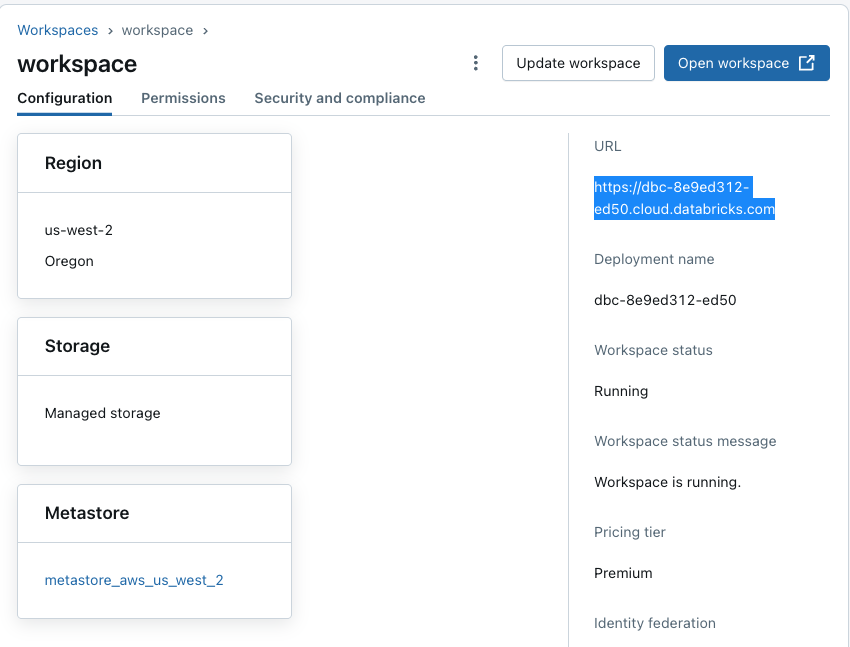 Workspaces › workspace ›
workspace
Update workspace
Open workspace
Configuration Permissions Security and compliance
Region
us-west-2
Oregon
Storage
Managed storage
Metastore
metastore_aws_us_west_2
URL
https://dbc-8e9ed312-
ed50.cloud.databricks.com
Deployment name
dbc-8e9ed312-ed50
Workspace status
Running
Workspace status message
Workspace is running.
Pricing tier
Premium
Identity federation